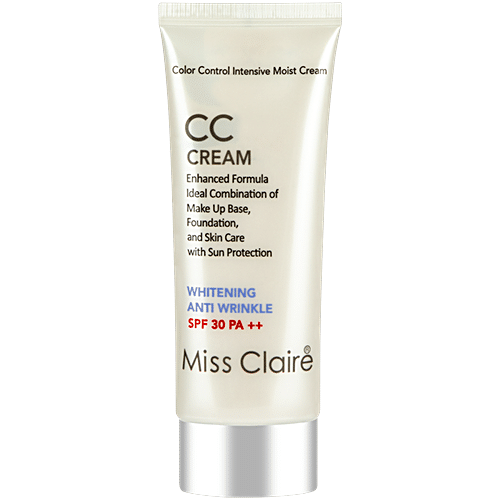 Color Control Intensive Moist Cream
CC
CREAM
Enhanced Formula
Ideal Combination of
Make Up Base,
Foundation,
and Skin Care
with Sun Protection
WHITENING
ANTI WRINKLE
SPF 30 PA ++
Miss Claire®